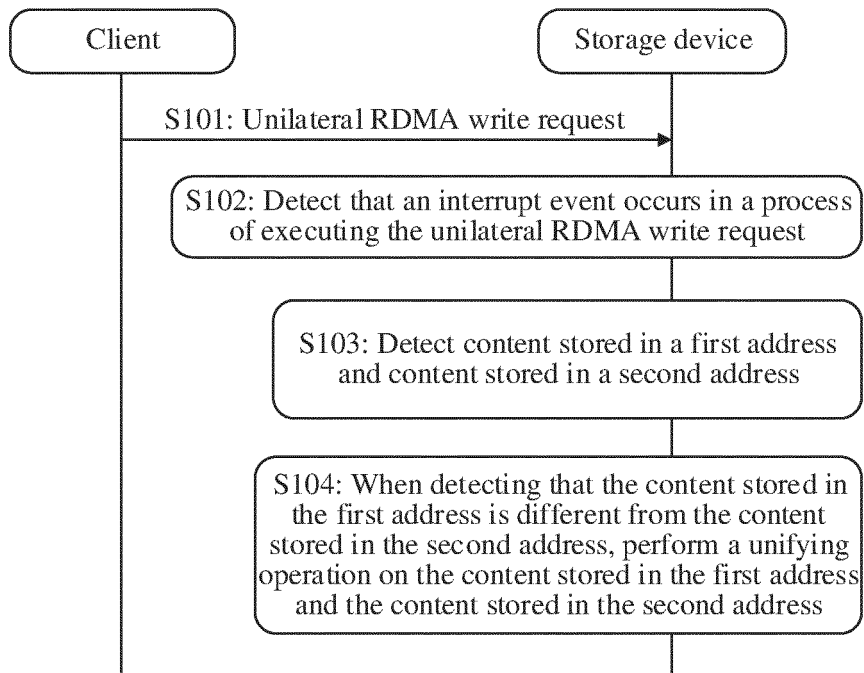 Client
Storage device
S101: Unilateral RDMA write request
S102: Detect that an interrupt event occurs in a process
of executing the unilateral RDMA write request
S103: Detect content stored in a first address
and content stored in a second address
S104: When detecting that the content stored in
the first address is different from the content
stored in the second address, perform a unifying
operation on the content stored in the first address
and the content stored in the second address